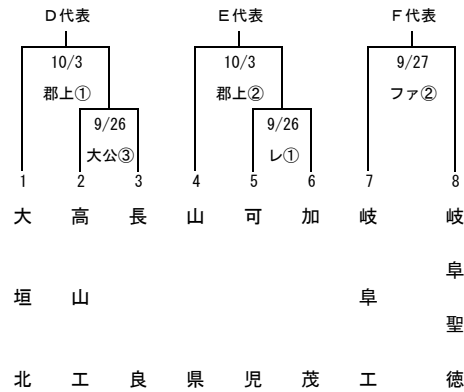 D代表 E代表 F代表
10/3 10/3 9/27
郡上① 郡上② ファ②
9/26 9/26
大公③ レ①
1 2 3 4 5 6 7 8
大垣北
高山工
長良
山県
可児
加茂
岐阜工
岐阜聖徳